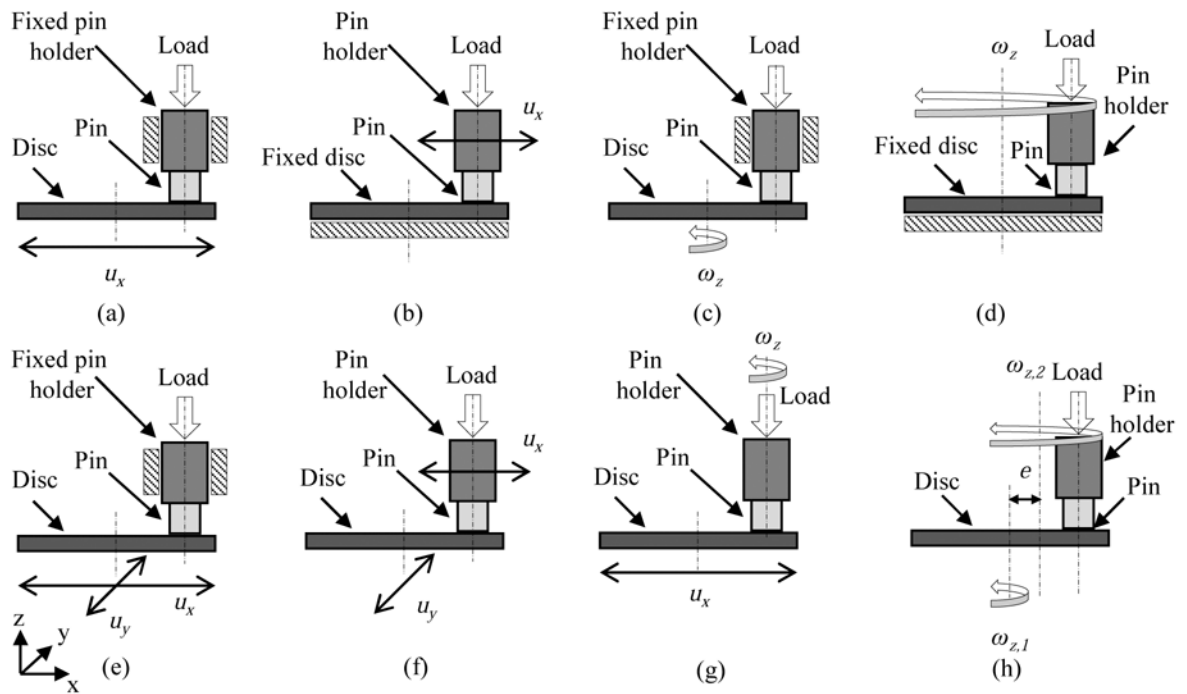 Fixed pin
holder
Load
Pin
Disc
u_x
(a)
Pin
holder
Load
u_x
Pin
Fixed disc
(b)
Fixed pin
holder
Load
Pin
Disc
ω_z
(c)
ω_z
Load
Pin
holder
Fixed disc
Pin
(d)
Fixed pin
holder
Load
Pin
Disc
u_x
u_y
z
y
x
(e)
Pin
holder
Load
u_x
Pin
Disc
u_y
(f)
ω_z
Pin
holder
Load
Pin
Disc
u_x
(g)
ω_z,2
Load
Pin
holder
e
Disc
Pin
ω_z,1
(h)